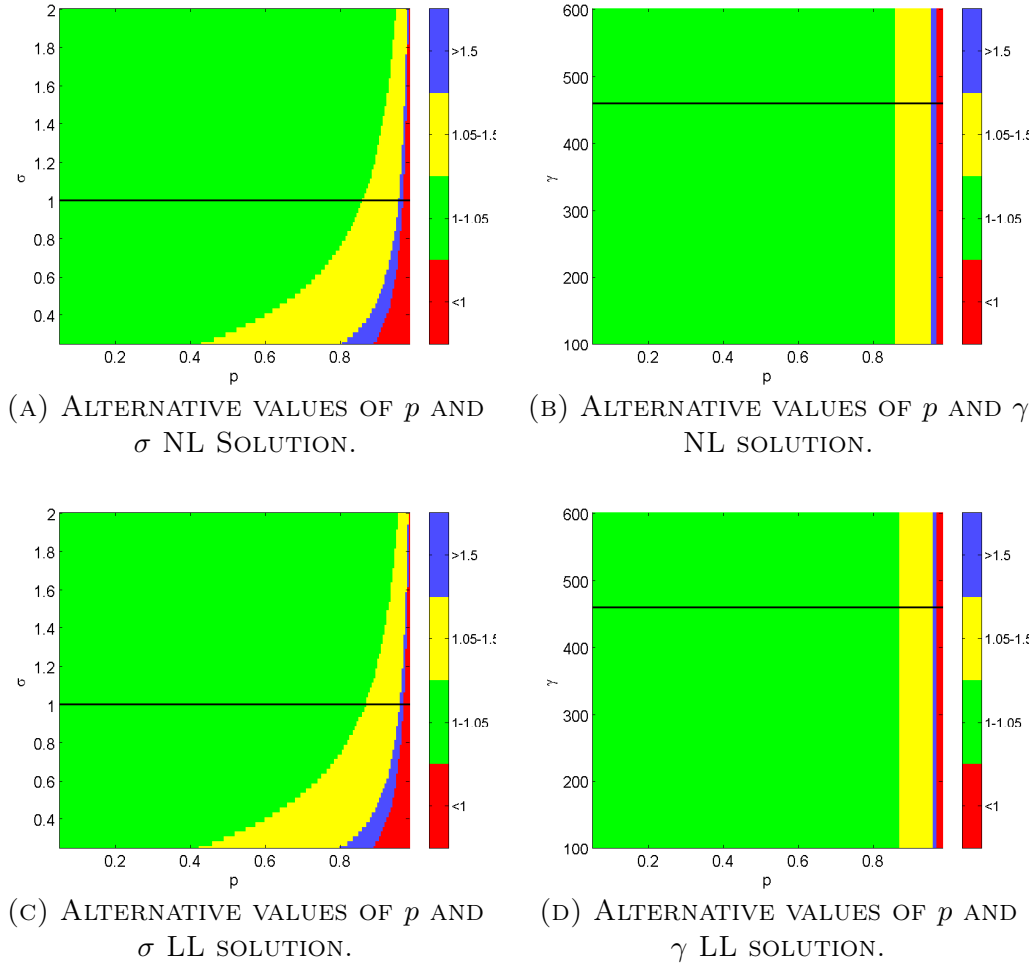 2
1.8
1.6
1.4
1.2
1
0.8
0.6
0.4
σ
0.2 0.4 0.6 0.8
p
>1.5
1.05-1.5
1-1.05
<1
(A) ALTERNATIVE VALUES OF p AND
σ NL SOLUTION.
600
500
400
300
200
100
γ
0.2 0.4 0.6 0.8
p
>1.5
1.05-1.5
1-1.05
<1
(B) ALTERNATIVE VALUES OF p AND γ
NL SOLUTION.
2
1.8
1.6
1.4
1.2
1
0.8
0.6
0.4
σ
0.2 0.4 0.6 0.8
p
>1.5
1.05-1.5
1-1.05
<1
(C) ALTERNATIVE VALUES OF p AND
σ LL SOLUTION.
600
500
400
300
200
100
γ
0.2 0.4 0.6 0.8
p
>1.5
1.05-1.5
1-1.05
<1
(D) ALTERNATIVE VALUES OF p AND
γ LL SOLUTION.